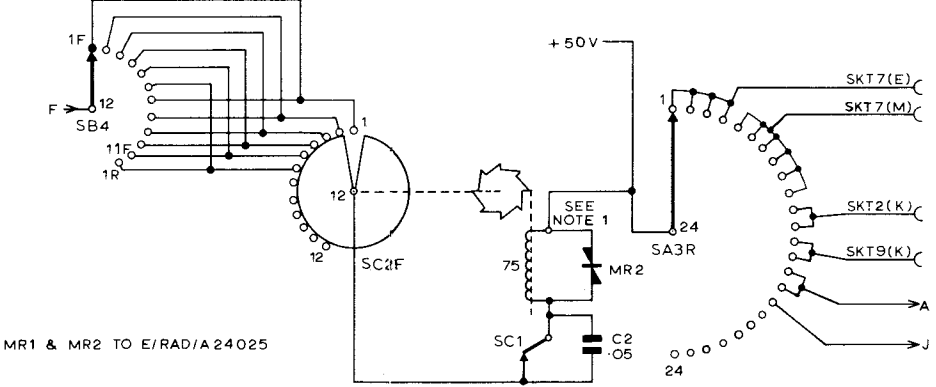 1F
F
12
SB4
11F
1R
1
12
12
SC2F
+50V
SEE
NOTE 1
75
MR2
SC1
C2
.05
1
24
SA3R
24
SKT7(E)
SKT7(M)
SKT2(K)
SKT9(K)
A
J
MR1 & MR2 TO E/RAD/A24025